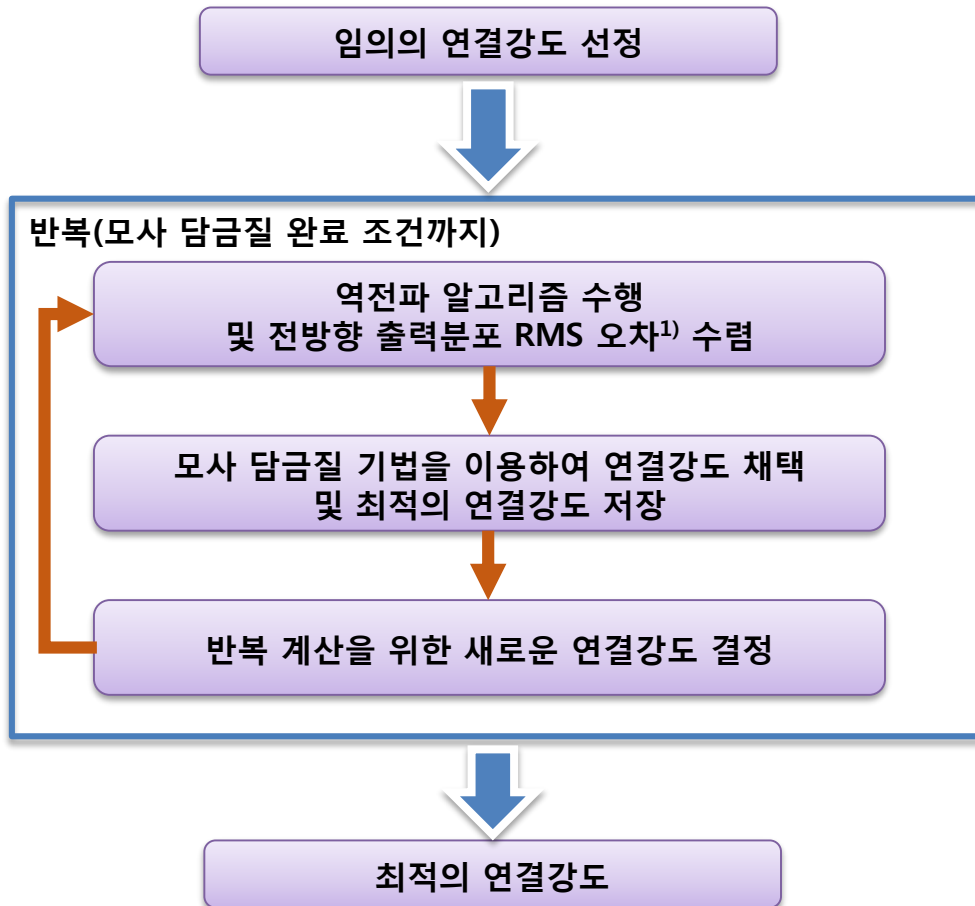 임의의 연결강도 선정
반복(모사 담금질 완료 조건까지)
역전파 알고리즘 수행
및 전방향 출력분포 RMS 오차1) 수렴
모사 담금질 기법을 이용하여 연결강도 채택
및 최적의 연결강도 저장
반복 계산을 위한 새로운 연결강도 결정
최적의 연결강도